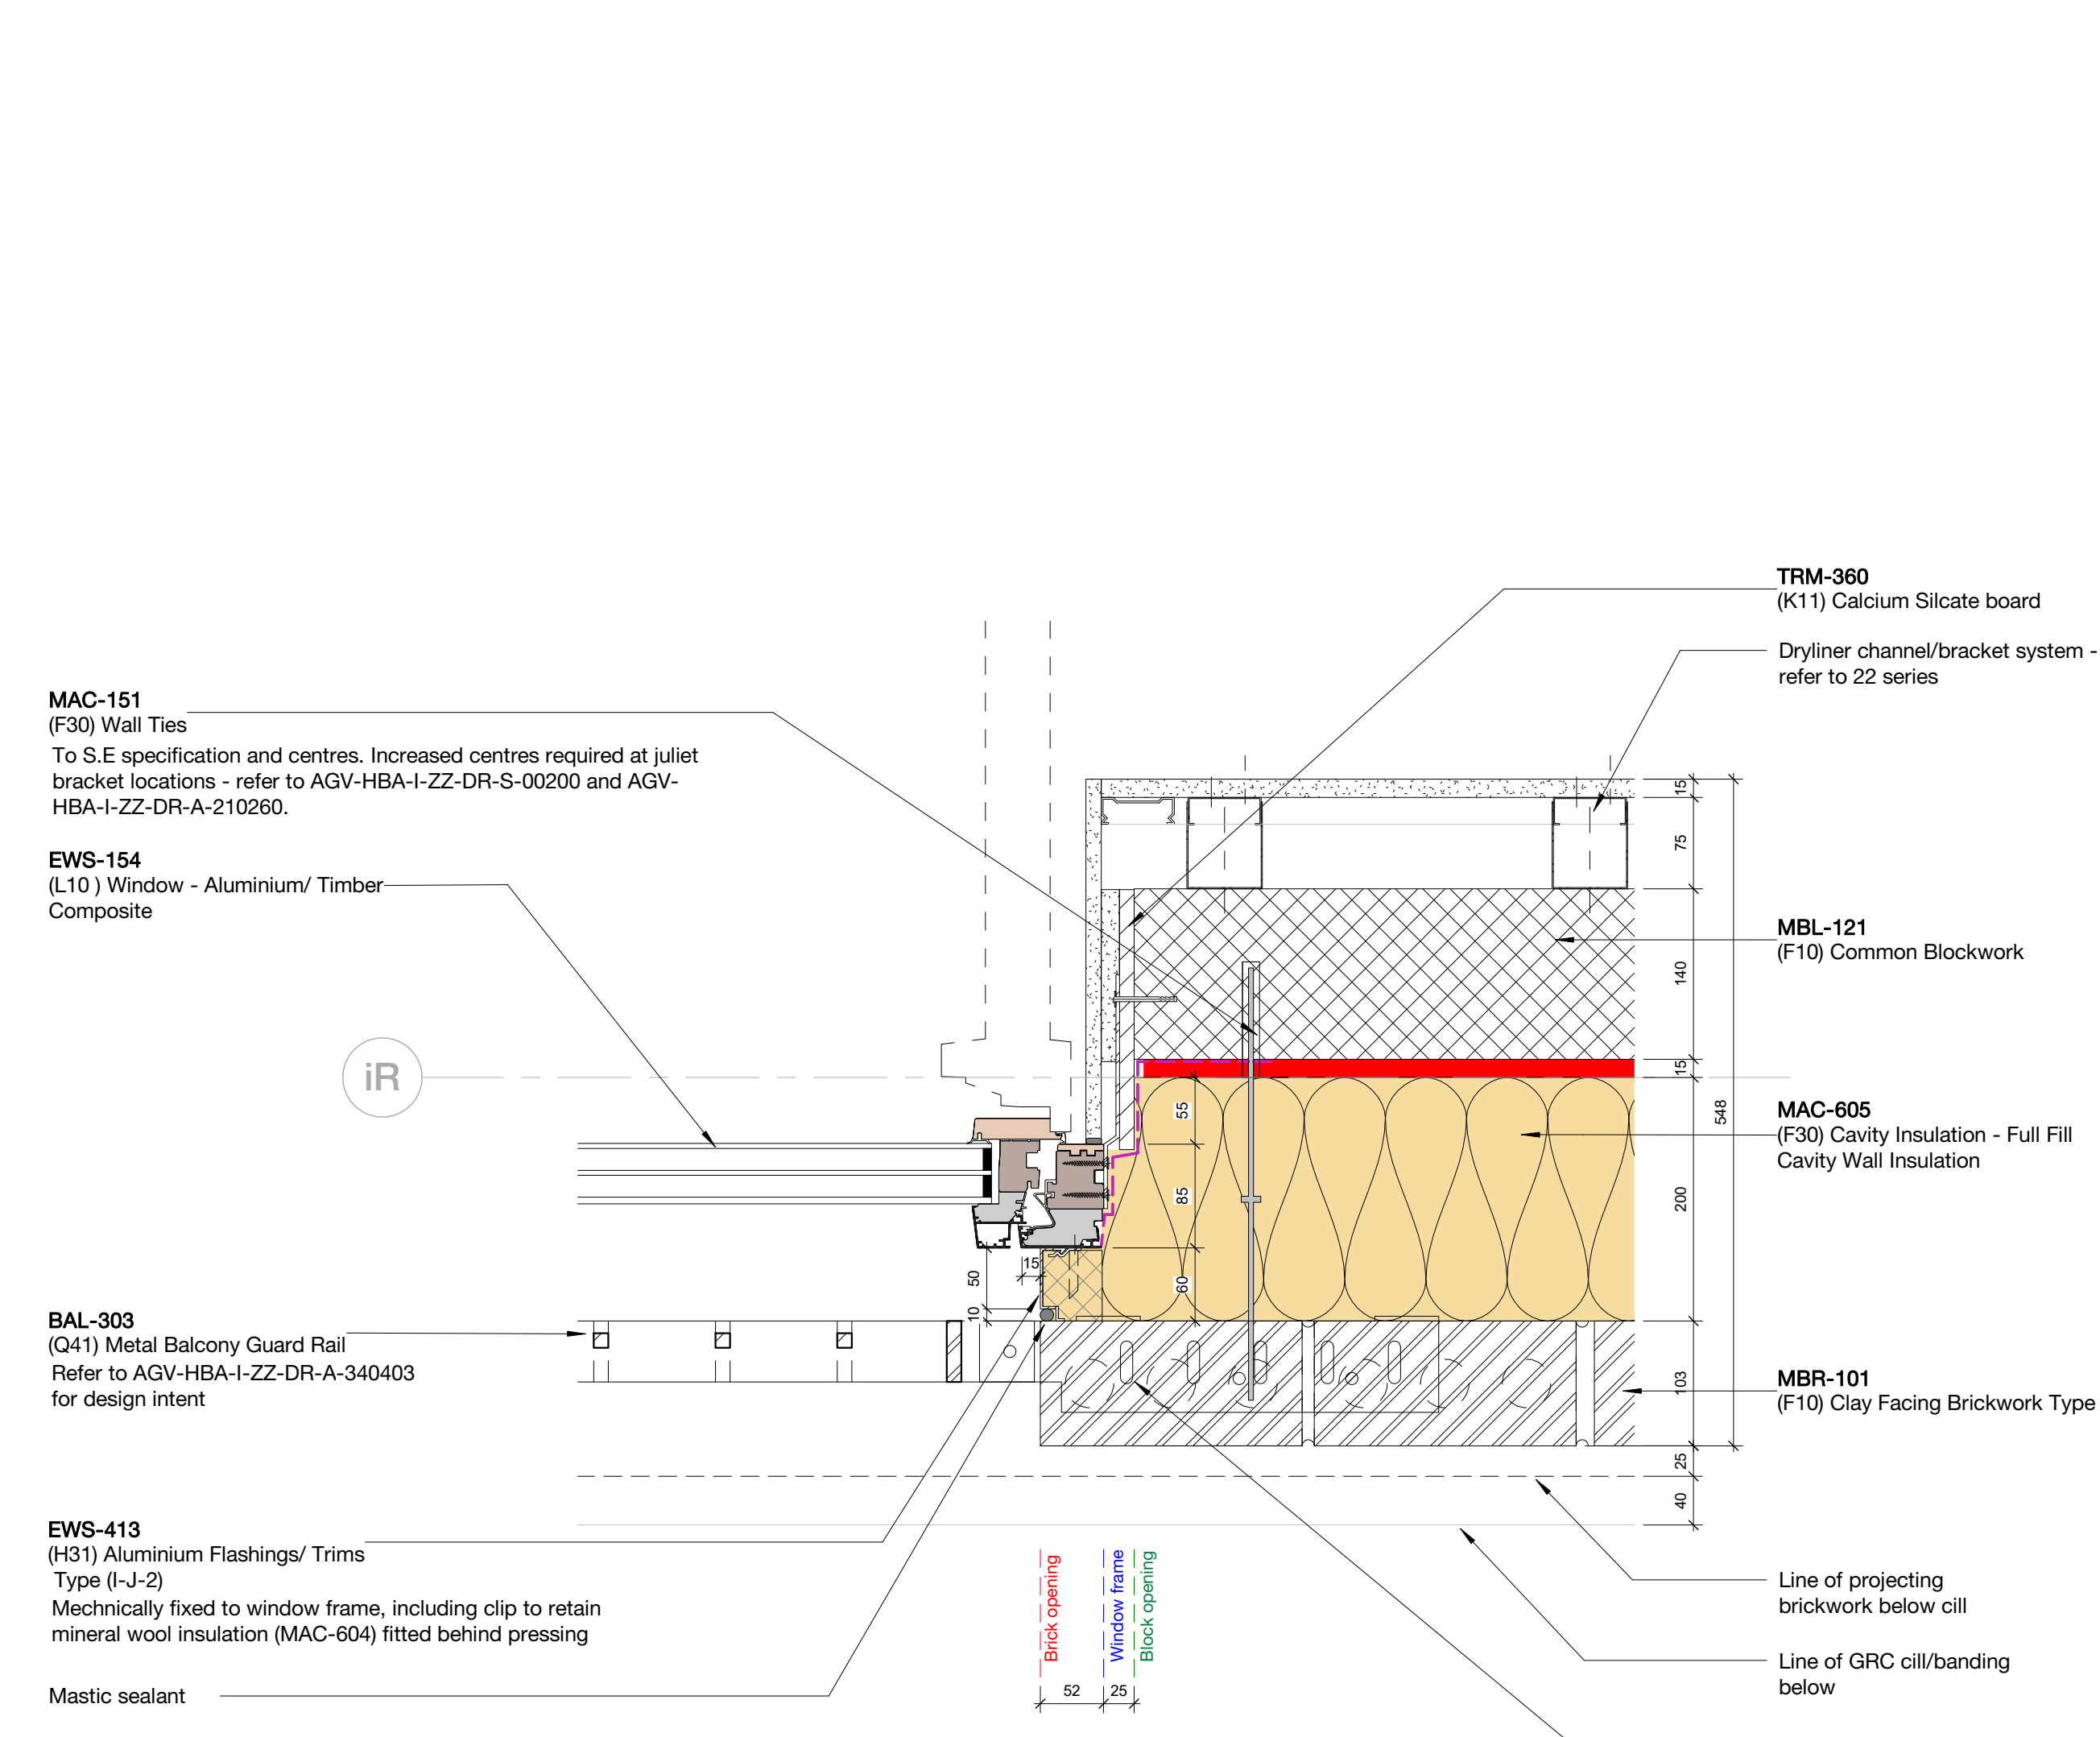 TRM-360
(K11) Calcium Silcate board
Dryliner channel/bracket system -
refer to 22 series
MAC-151
(F30) Wall Ties
To S.E specification and centres. Increased centres required at juliet
bracket locations - refer to AGV-HBA-I-ZZ-DR-S-00200 and AGV-
HBA-I-ZZ-DR-A-210260.
EWS-154
(L10 ) Window - Aluminium/ Timber
Composite
MBL-121
(F10) Common Blockwork
iR
MAC-605
(F30) Cavity Insulation - Full Fill
Cavity Wall Insulation
BAL-303
(Q41) Metal Balcony Guard Rail
Refer to AGV-HBA-I-ZZ-DR-A-340403
for design intent
MBR-101
(F10) Clay Facing Brickwork Type
EWS-413
(H31) Aluminium Flashings/ Trims
Type (I-J-2)
Mechnically fixed to window frame, including clip to retain
mineral wool insulation (MAC-604) fitted behind pressing
Mastic sealant
Line of projecting
brickwork below cill
Line of GRC cill/banding
below
Brick opening
Window frame
Block opening
52
25
15
75
140
15
200
103
25
40
548
55
85
60
15
50
10